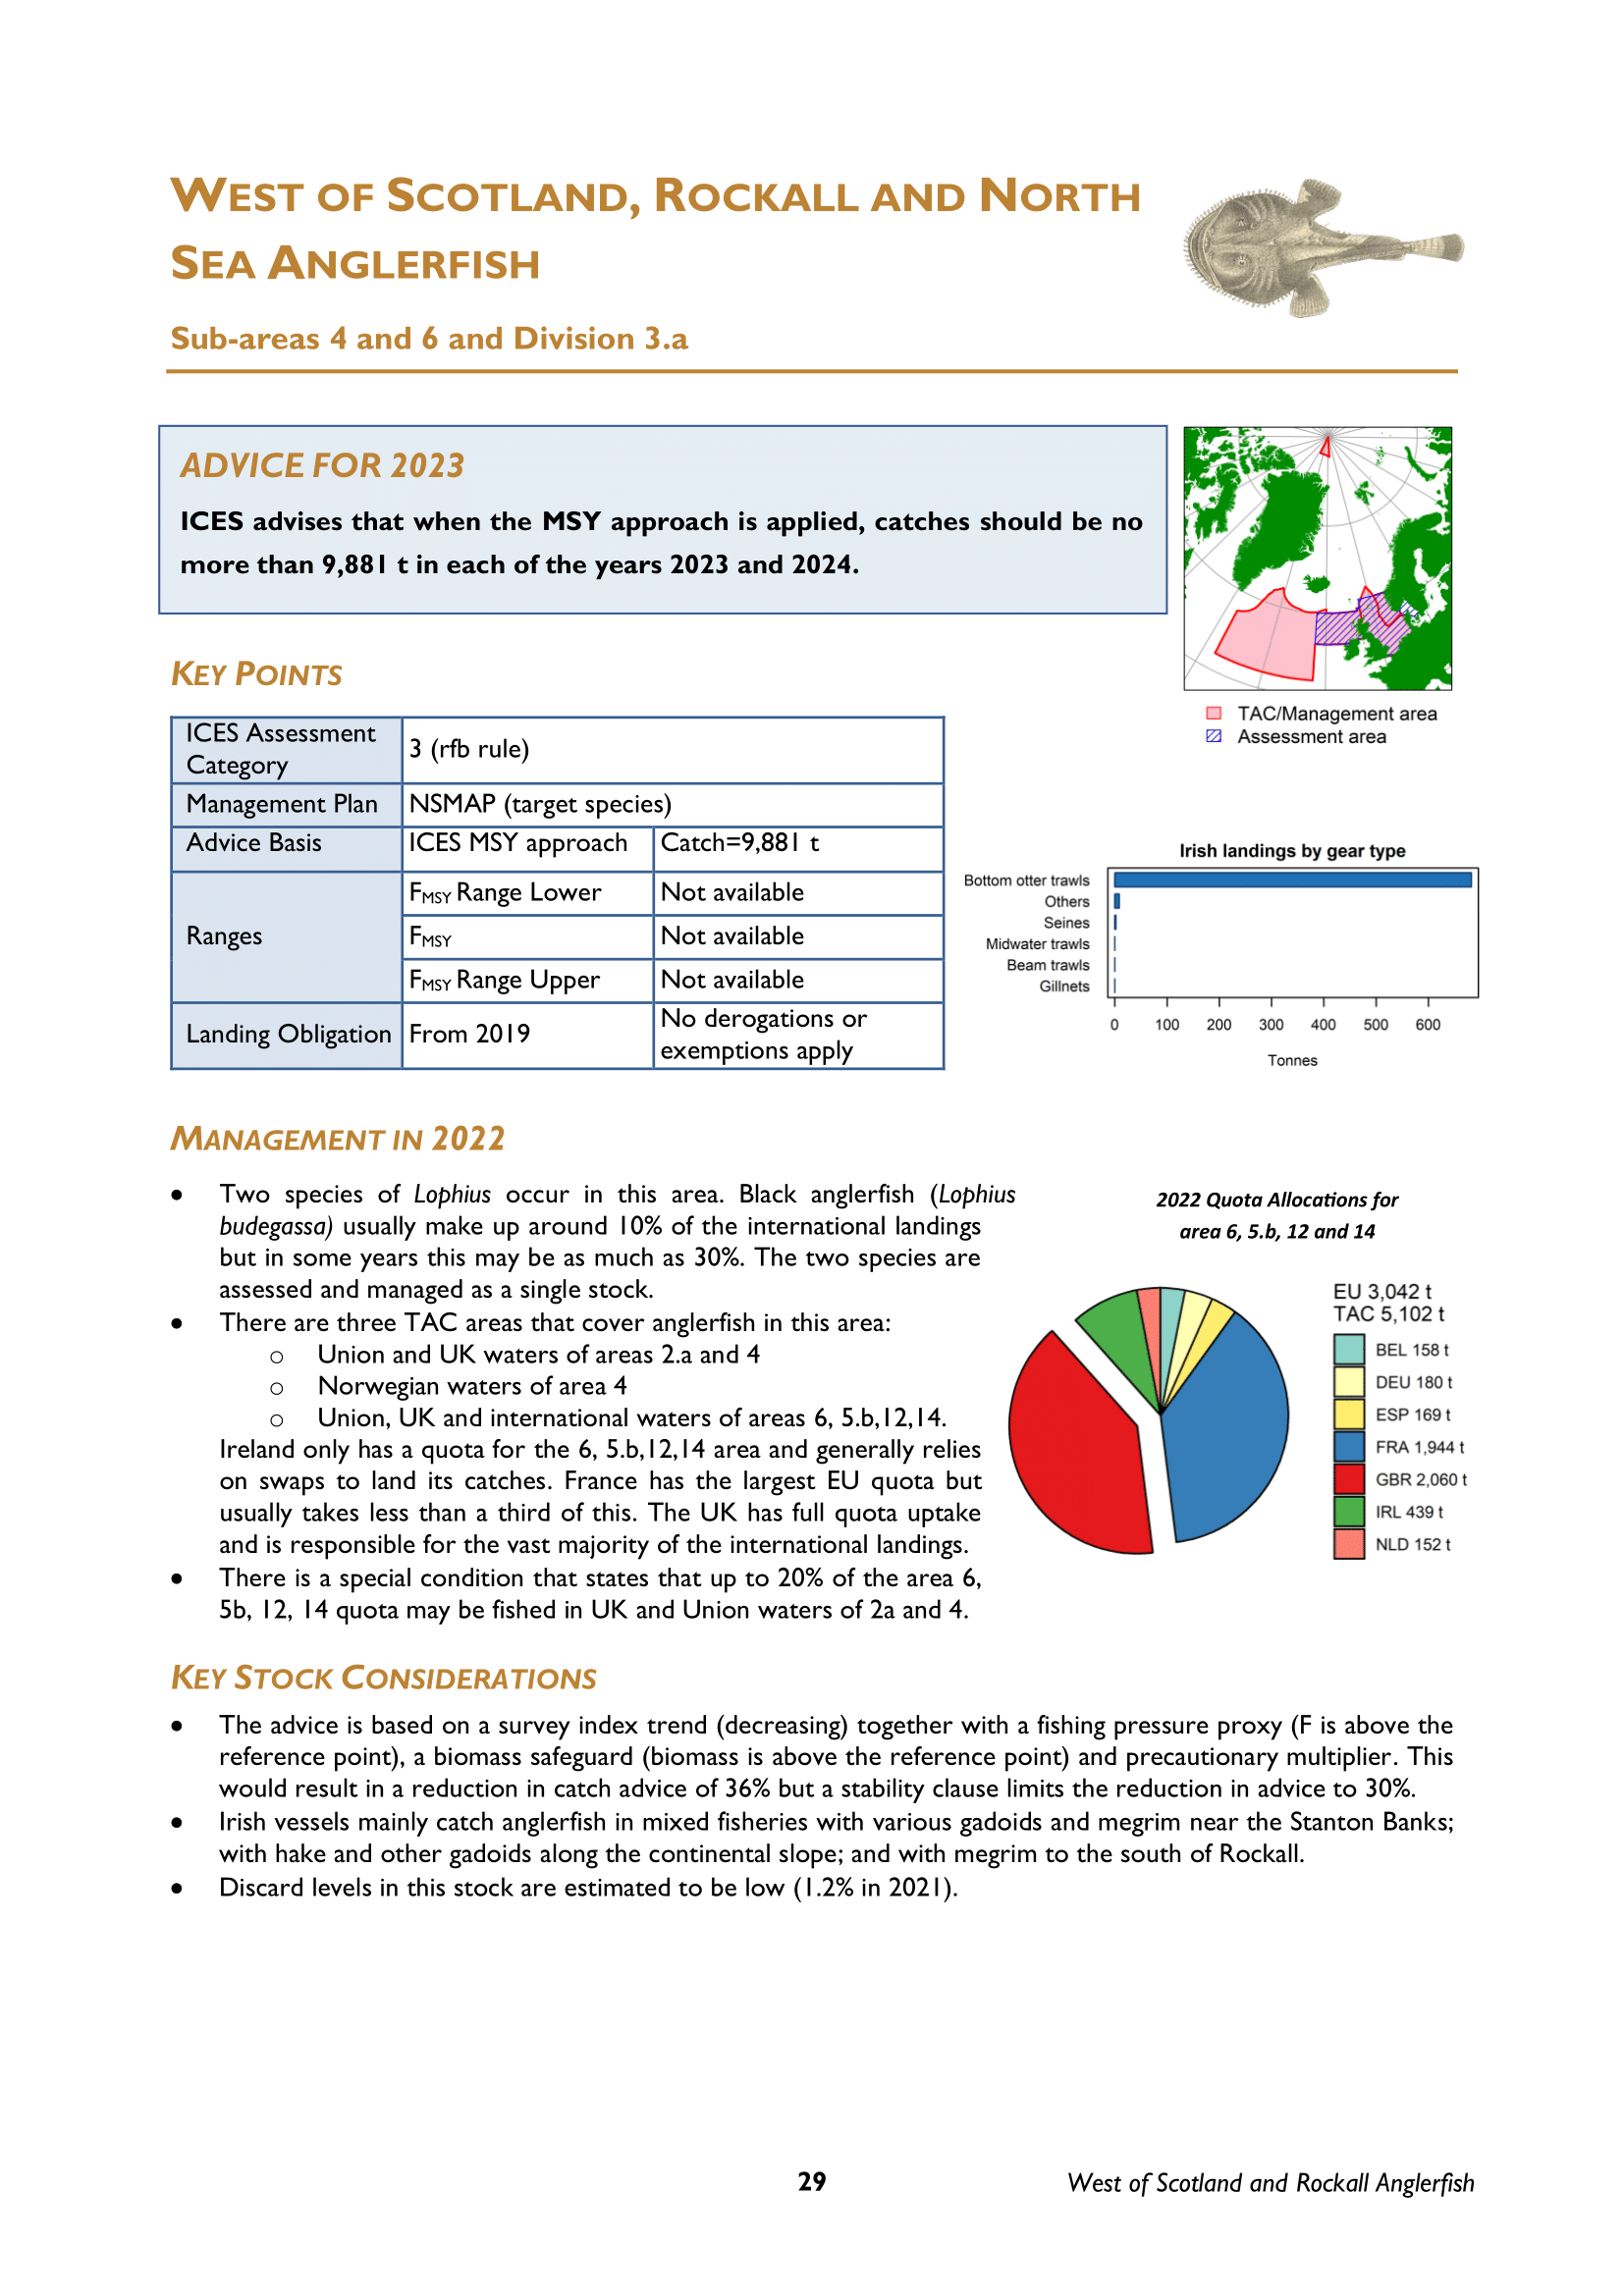 WEST OF SCOTLAND, ROCKALL AND NORTH
SEA ANGLERFISH
Sub-areas 4 and 6 and Division 3.a
ADVICE FOR 2023
ICES advises that when the MSY approach is applied, catches should be no
more than 9,881 t in each of the years 2023 and 2024.
TAC/Management area
Assessment area
KEY POINTS
ICES Assessment
Category
3 (rfb rule)
Management Plan
NSMAP (target species)
Advice Basis
ICES MSY approach
Catch=9,881 t
Ranges
FMSY Range Lower
Not available
FMSY
Not available
FMSY Range Upper
Not available
Landing Obligation
From 2019
No derogations or
exemptions apply
Irish landings by gear type
Bottom otter trawls
Others
Seines
Midwater trawls
Beam trawls
Gillnets
0 100 200 300 400 500 600
Tonnes
MANAGEMENT IN 2022
• Two species of Lophius occur in this area. Black anglerfish (Lophius
budegassa) usually make up around 10% of the international landings
but in some years this may be as much as 30%. The two species are
assessed and managed as a single stock.
• There are three TAC areas that cover anglerfish in this area:
o Union and UK waters of areas 2.a and 4
o Norwegian waters of area 4
o Union, UK and international waters of areas 6, 5.b,12,14.
Ireland only has a quota for the 6, 5.b,12,14 area and generally relies
on swaps to land its catches. France has the largest EU quota but
usually takes less than a third of this. The UK has full quota uptake
and is responsible for the vast majority of the international landings.
• There is a special condition that states that up to 20% of the area 6,
5b, 12, 14 quota may be fished in UK and Union waters of 2a and 4.
2022 Quota Allocations for
area 6, 5.b, 12 and 14
EU 3,042 t
TAC 5,102 t
BEL 158 t
DEU 180 t
ESP 169 t
FRA 1,944 t
GBR 2,060 t
IRL 439 t
NLD 152 t
KEY STOCK CONSIDERATIONS
• The advice is based on a survey index trend (decreasing) together with a fishing pressure proxy (F is above the
reference point), a biomass safeguard (biomass is above the reference point) and precautionary multiplier. This
would result in a reduction in catch advice of 36% but a stability clause limits the reduction in advice to 30%.
• Irish vessels mainly catch anglerfish in mixed fisheries with various gadoids and megrim near the Stanton Banks;
with hake and other gadoids along the continental slope; and with megrim to the south of Rockall.
• Discard levels in this stock are estimated to be low (1.2% in 2021).
29
West of Scotland and Rockall Anglerfish